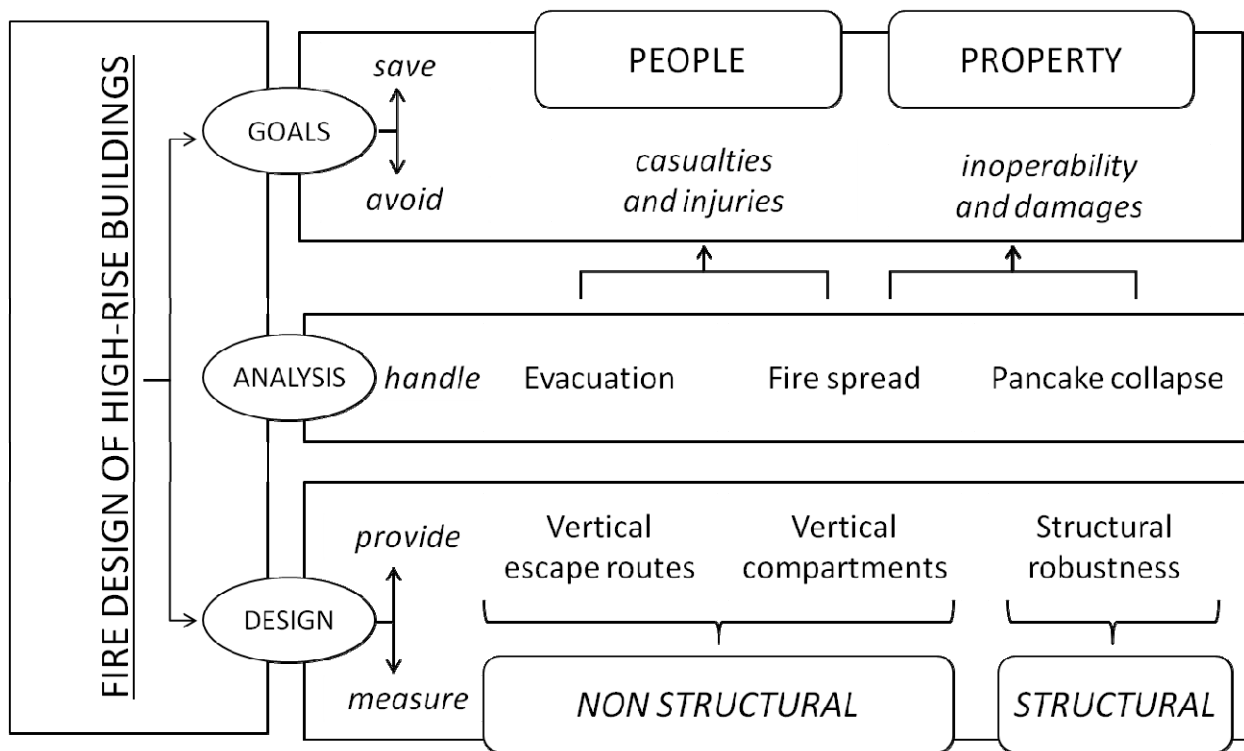 FIRE DESIGN OF HIGH-RISE BUILDINGS
GOALS
save
avoid
PEOPLE
PROPERTY
casualties
and injuries
inoperability
and damages
ANALYSIS
handle
Evacuation
Fire spread
Pancake collapse
DESIGN
provide
measure
Vertical
escape routes
Vertical
compartments
Structural
robustness
NON STRUCTURAL
STRUCTURAL